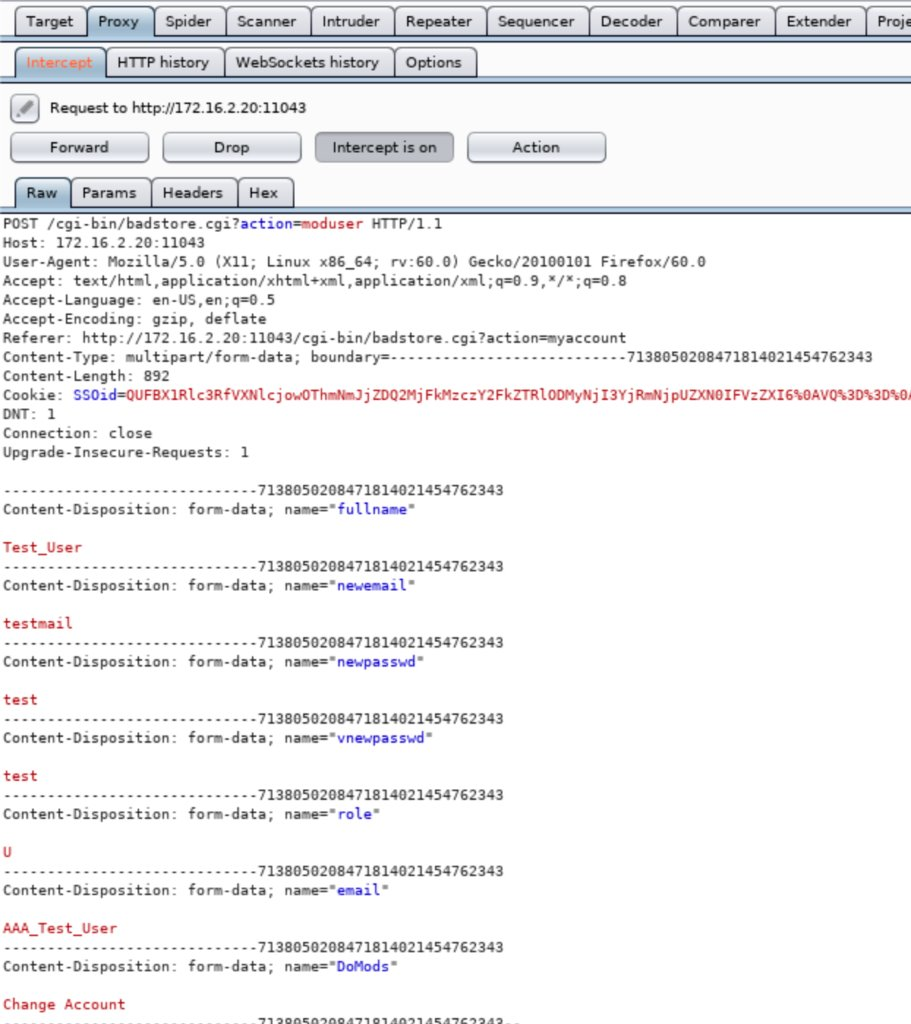 Target Proxy Spider Scanner Intruder Repeater Sequencer Decoder Comparer Extender Proje
Intercept HTTP history WebSockets history Options
Request to http://172.16.2.20:11043
Forward Drop Intercept is on Action
Raw Params Headers Hex
POST /cgi-bin/badstore.cgi?action=moduser HTTP/1.1
Host: 172.16.2.20:11043
User-Agent: Mozilla/5.0 (X11; Linux x86_64; rv:60.0) Gecko/20100101 Firefox/60.0
Accept: text/html,application/xhtml+xml,application/xml;q=0.9,*/*;q=0.8
Accept-Language: en-US,en;q=0.5
Accept-Encoding: gzip, deflate
Referer: http://172.16.2.20:11043/cgi-bin/badstore.cgi?action=myaccount
Content-Type: multipart/form-data; boundary=---------------------------7138050208471814021454762343
Content-Length: 892
Cookie: SSOid=QUFBX1Rlc3RfVXNlcjowOThmNmJjZDQ2MjFkMzczY2FkZTRlODMyNjI3YjRmNjpUZXN0IFVzZXI6%0AVQ%3D%3D%0A
DNT: 1
Connection: close
Upgrade-Insecure-Requests: 1
-----------------------------7138050208471814021454762343
Content-Disposition: form-data; name="fullname"
Test_User
-----------------------------7138050208471814021454762343
Content-Disposition: form-data; name="newemail"
testmail
-----------------------------7138050208471814021454762343
Content-Disposition: form-data; name="newpasswd"
test
-----------------------------7138050208471814021454762343
Content-Disposition: form-data; name="vnewpasswd"
test
-----------------------------7138050208471814021454762343
Content-Disposition: form-data; name="role"
U
-----------------------------7138050208471814021454762343
Content-Disposition: form-data; name="email"
AAA_Test_User
-----------------------------7138050208471814021454762343
Content-Disposition: form-data; name="DoMods"
Change Account
-----------------------------7138050208471814021454762343--